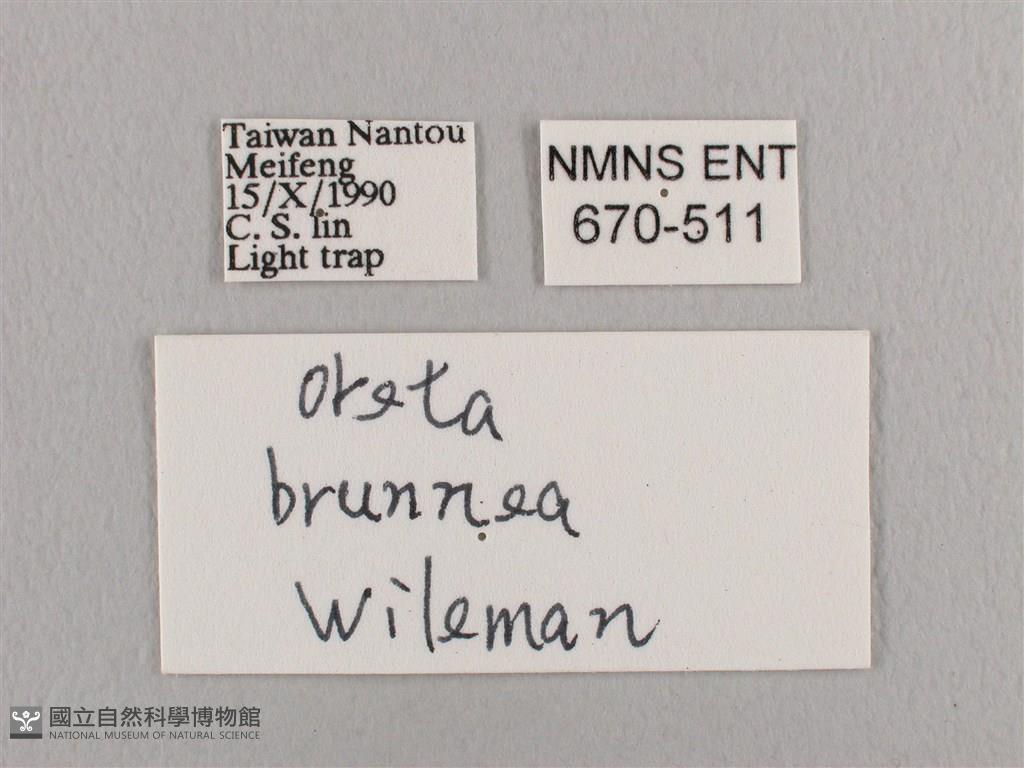 Taiwan Nantou
Meifeng
15/X/1990
C. S. lin
Light trap
NMNS ENT
670-511
Oreta
brunnea
Wileman
國立自然科學博物館
NATIONAL MUSEUM OF NATURAL SCIENCE